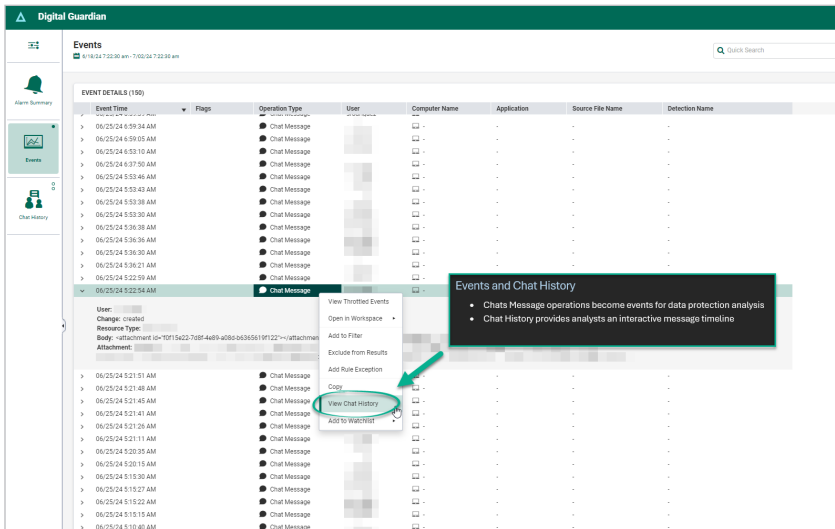 Digital Guardian
Events
6/18/24 7:22:30 am - 7/02/24 7:22:30 am
Quick Search
Alarm Summary
Events
Chat History
EVENT DETAILS (150)
Event Time Flags Operation Type User Computer Name Application Source File Name Detection Name
06/25/24 6:59:34 AM Chat Message - - - -
06/25/24 6:59:05 AM Chat Message - - - -
06/25/24 6:53:10 AM Chat Message - - - -
06/25/24 6:37:50 AM Chat Message - - - -
06/25/24 5:53:46 AM Chat Message - - - -
06/25/24 5:53:43 AM Chat Message - - - -
06/25/24 5:53:38 AM Chat Message - - - -
06/25/24 5:53:30 AM Chat Message - - - -
06/25/24 5:36:38 AM Chat Message - - - -
06/25/24 5:36:36 AM Chat Message - - - -
06/25/24 5:36:30 AM Chat Message - - - -
06/25/24 5:36:21 AM Chat Message - - - -
06/25/24 5:22:59 AM Chat Message -
06/25/24 5:22:54 AM Chat Message -
User:
Change: created
Resource Type:
Body: <attachment id="f0f15e22-7d8f-4e89-a08d-b6365619f122"></attachmen
Attachment:
View Throttled Events
Open in Workspace
Add to Filter
Exclude from Results
Add Rule Exception
Copy
View Chat History
Add to Watchlist
Events and Chat History
• Chats Message operations become events for data protection analysis
• Chat History provides analysts an interactive message timeline
06/25/24 5:21:51 AM Chat Message - - - -
06/25/24 5:21:48 AM Chat Message - - - -
06/25/24 5:21:45 AM Chat Message - - - -
06/25/24 5:21:41 AM Chat Message - - - -
06/25/24 5:21:26 AM Chat Message - - - -
06/25/24 5:21:11 AM Chat Message - - - -
06/25/24 5:20:35 AM Chat Message - - - -
06/25/24 5:20:15 AM Chat Message - - - -
06/25/24 5:15:30 AM Chat Message - - - -
06/25/24 5:15:27 AM Chat Message - - - -
06/25/24 5:15:22 AM Chat Message - - - -
06/25/24 5:15:15 AM Chat Message - - - -
06/25/24 5:10:40 AM Chat Message - - - -